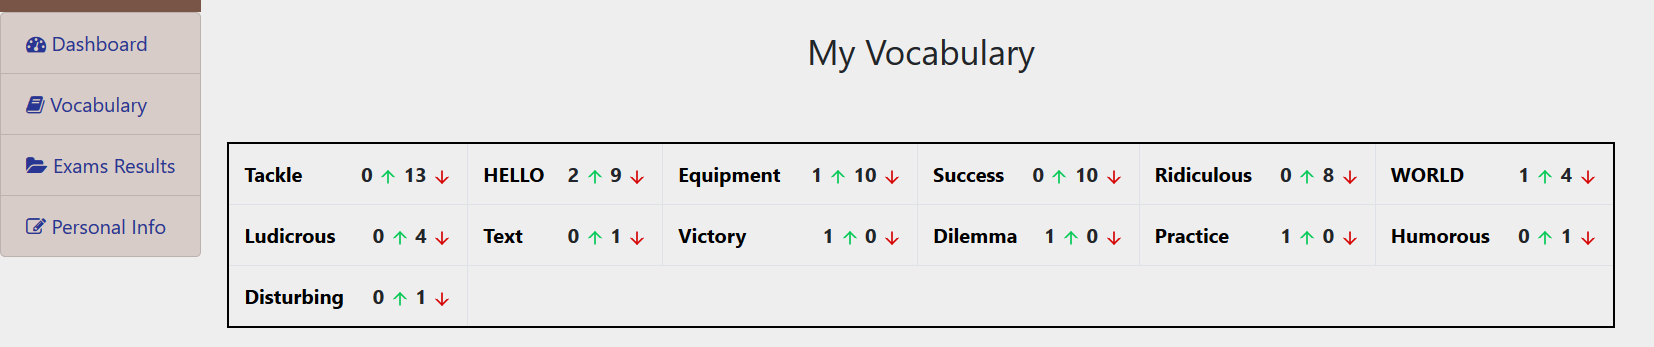 Dashboard
Vocabulary
Exams Results
Personal Info
My Vocabulary
Tackle 0 ↑ 13 ↓ HELLO 2 ↑ 9 ↓ Equipment 1 ↑ 10 ↓ Success 0 ↑ 10 ↓ Ridiculous 0 ↑ 8 ↓ WORLD 1 ↑ 4 ↓
Ludicrous 0 ↑ 4 ↓ Text 0 ↑ 1 ↓ Victory 1 ↑ 0 ↓ Dilemma 1 ↑ 0 ↓ Practice 1 ↑ 0 ↓ Humorous 0 ↑ 1 ↓
Disturbing 0 ↑ 1 ↓